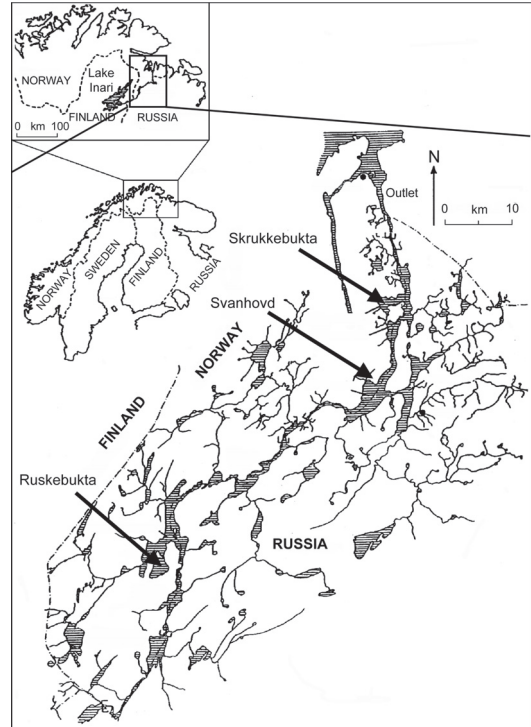 NORWAY
Lake
Inari
FINLAND
RUSSIA
0 km 100
NORWAY
SWEDEN
FINLAND
RUSSIA
N
Outlet
0 km 10
Skrukkebukta
Svanhovd
NORWAY
FINLAND
Ruskebukta
RUSSIA